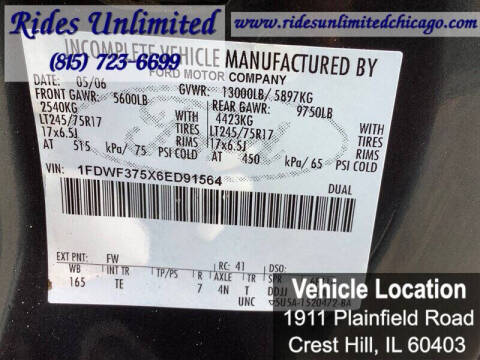 Rides Unlimited
www.ridesunlimitedchicago.com
(815) 723-6699
INCOMPLETE VEHICLE MANUFACTURED BY
FORD MOTOR COMPANY
DATE: 05/06 GVWR: 13000LB/ 5897KG
FRONT GAWR: 5600LB REAR GAWR: 9750LB
2540KG WITH 4423KG WITH
LT245/75R17 TIRES LT245/75R17 TIRES
17x6.5J RIMS 17x6.5J RIMS
AT 515 kPa/ 75 PSI AT 450 kPa/ 65
VIN: 1FDWF375X6ED91564
DUAL
EXT PNT: FW RC: 41 DSO:
WB INT TR TP/PS R AXLE TR
165 TE 7 4N T DDJJ
UNC
Vehicle Location
1911 Plainfield Road
Crest Hill, IL 60403